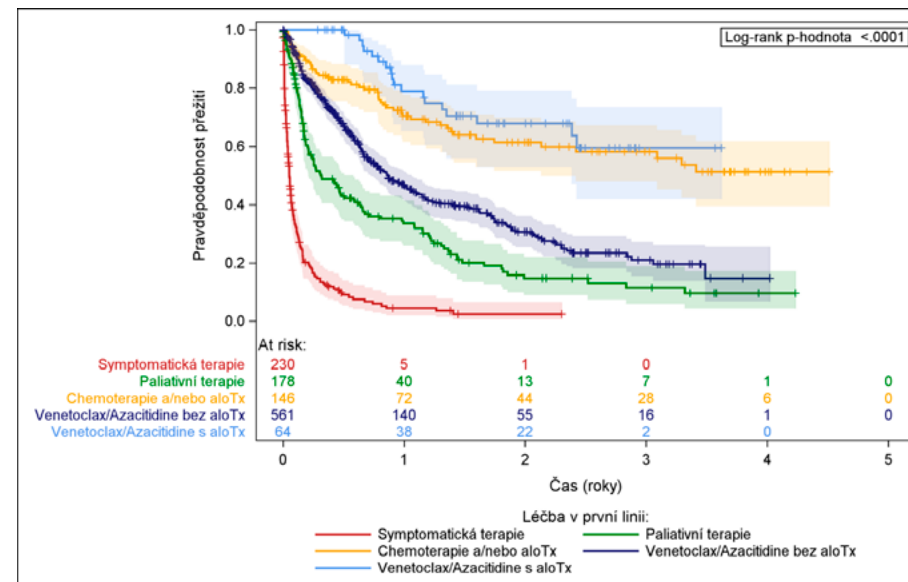 Log-rank p-hodnota <.0001
Pravděpodobnost přežití
1.0
0.8
0.6
0.4
0.2
0.0
At risk:
Symptomatická terapie 230 5 1 0
Paliativní terapie 178 40 13 7 1 0
Chemoterapie a/nebo aloTx 146 72 44 28 6 0
Venetoclax/Azacitidine bez aloTx 561 140 55 16 1 0
Venetoclax/Azacitidine s aloTx 64 38 22 2 0
0 1 2 3 4 5
Čas (roky)
Léčba v první linii:
Symptomatická terapie Paliativní terapie
Chemoterapie a/nebo aloTx Venetoclax/Azacitidine bez aloTx
Venetoclax/Azacitidine s aloTx